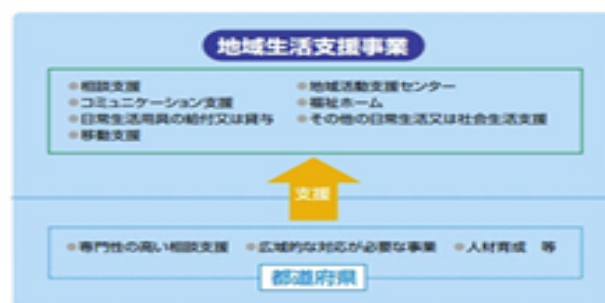 地域生活支援事業
●相談支援
●コミュニケーション支援
●日常生活用具の給付又は貸与
●移動支援
●地域活動支援センター
●福祉ホーム
●その他の日常生活又は社会生活支援
支援
●専門性の高い相談支援 ●広域的な対応が必要な事業 ●人材育成 等
都道府県